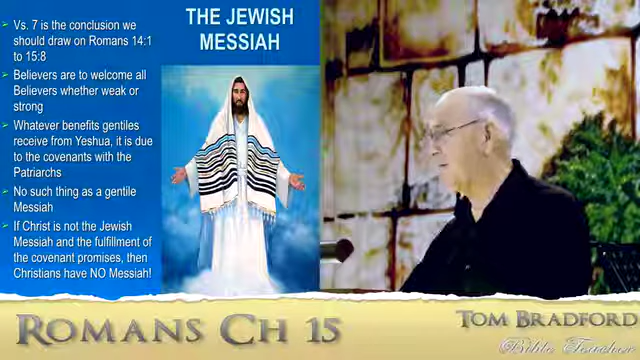 Vs. 7 is the conclusion we
should draw on Romans 14:1
to 15:8
Believers are to welcome all
Believers whether weak or
strong
Whatever benefits gentiles
receive from Yeshua, it is due
to the covenants with the
Patriarchs
No such thing as a gentile
Messiah
If Christ is not the Jewish
Messiah and the fulfillment of
the covenant promises, then
Christians have NO Messiah!
THE JEWISH
MESSIAH
ROMANS CH 15
TOM BRADFORD
Bible Teacher